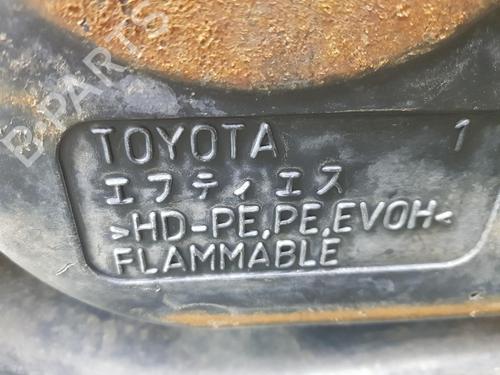 TOYOTA 1
エフティエス
>HD-PE,PE,EVOH<
FLAMMABLE